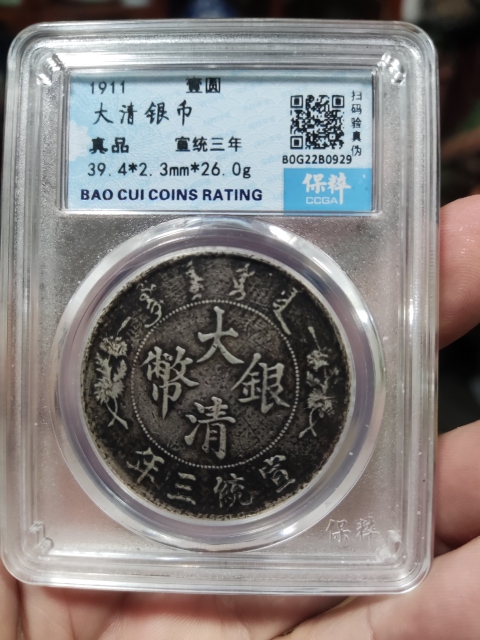 1911 壹圆
大清银币
真品 宣统三年
39.4*2.3mm*26.0g
BAO CUI COINS RATING
扫码验真伪
B0G22B0929
保粹
CCGA
大清銀幣
宣統三年
保粹